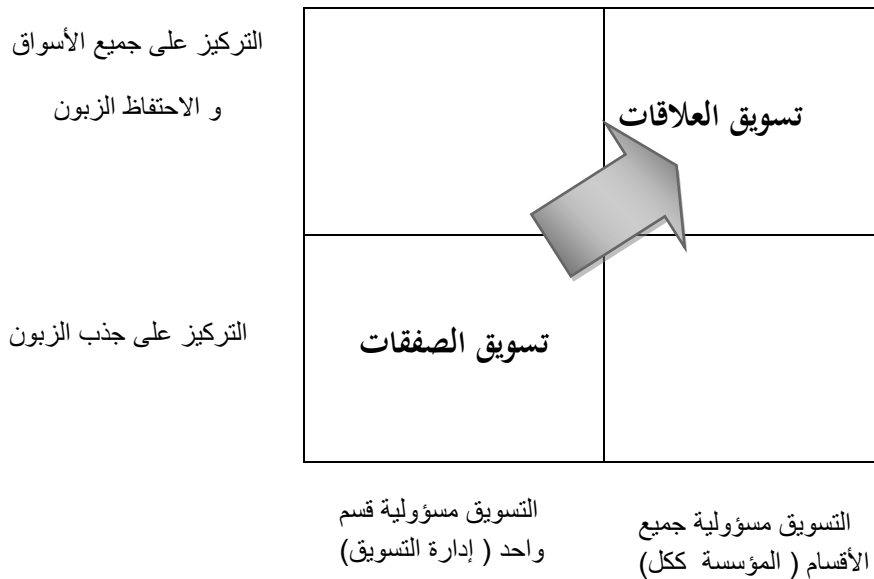 التركيز على جميع الأسواق
و الاحتفاظ الزبون
تسويق العلاقات
التركيز على جذب الزبون
تسويق الصفقات
التسويق مسؤولية جميع
الأقسام ( المؤسسة ككل)
التسويق مسؤولية قسم
واحد ( إدارة التسويق)